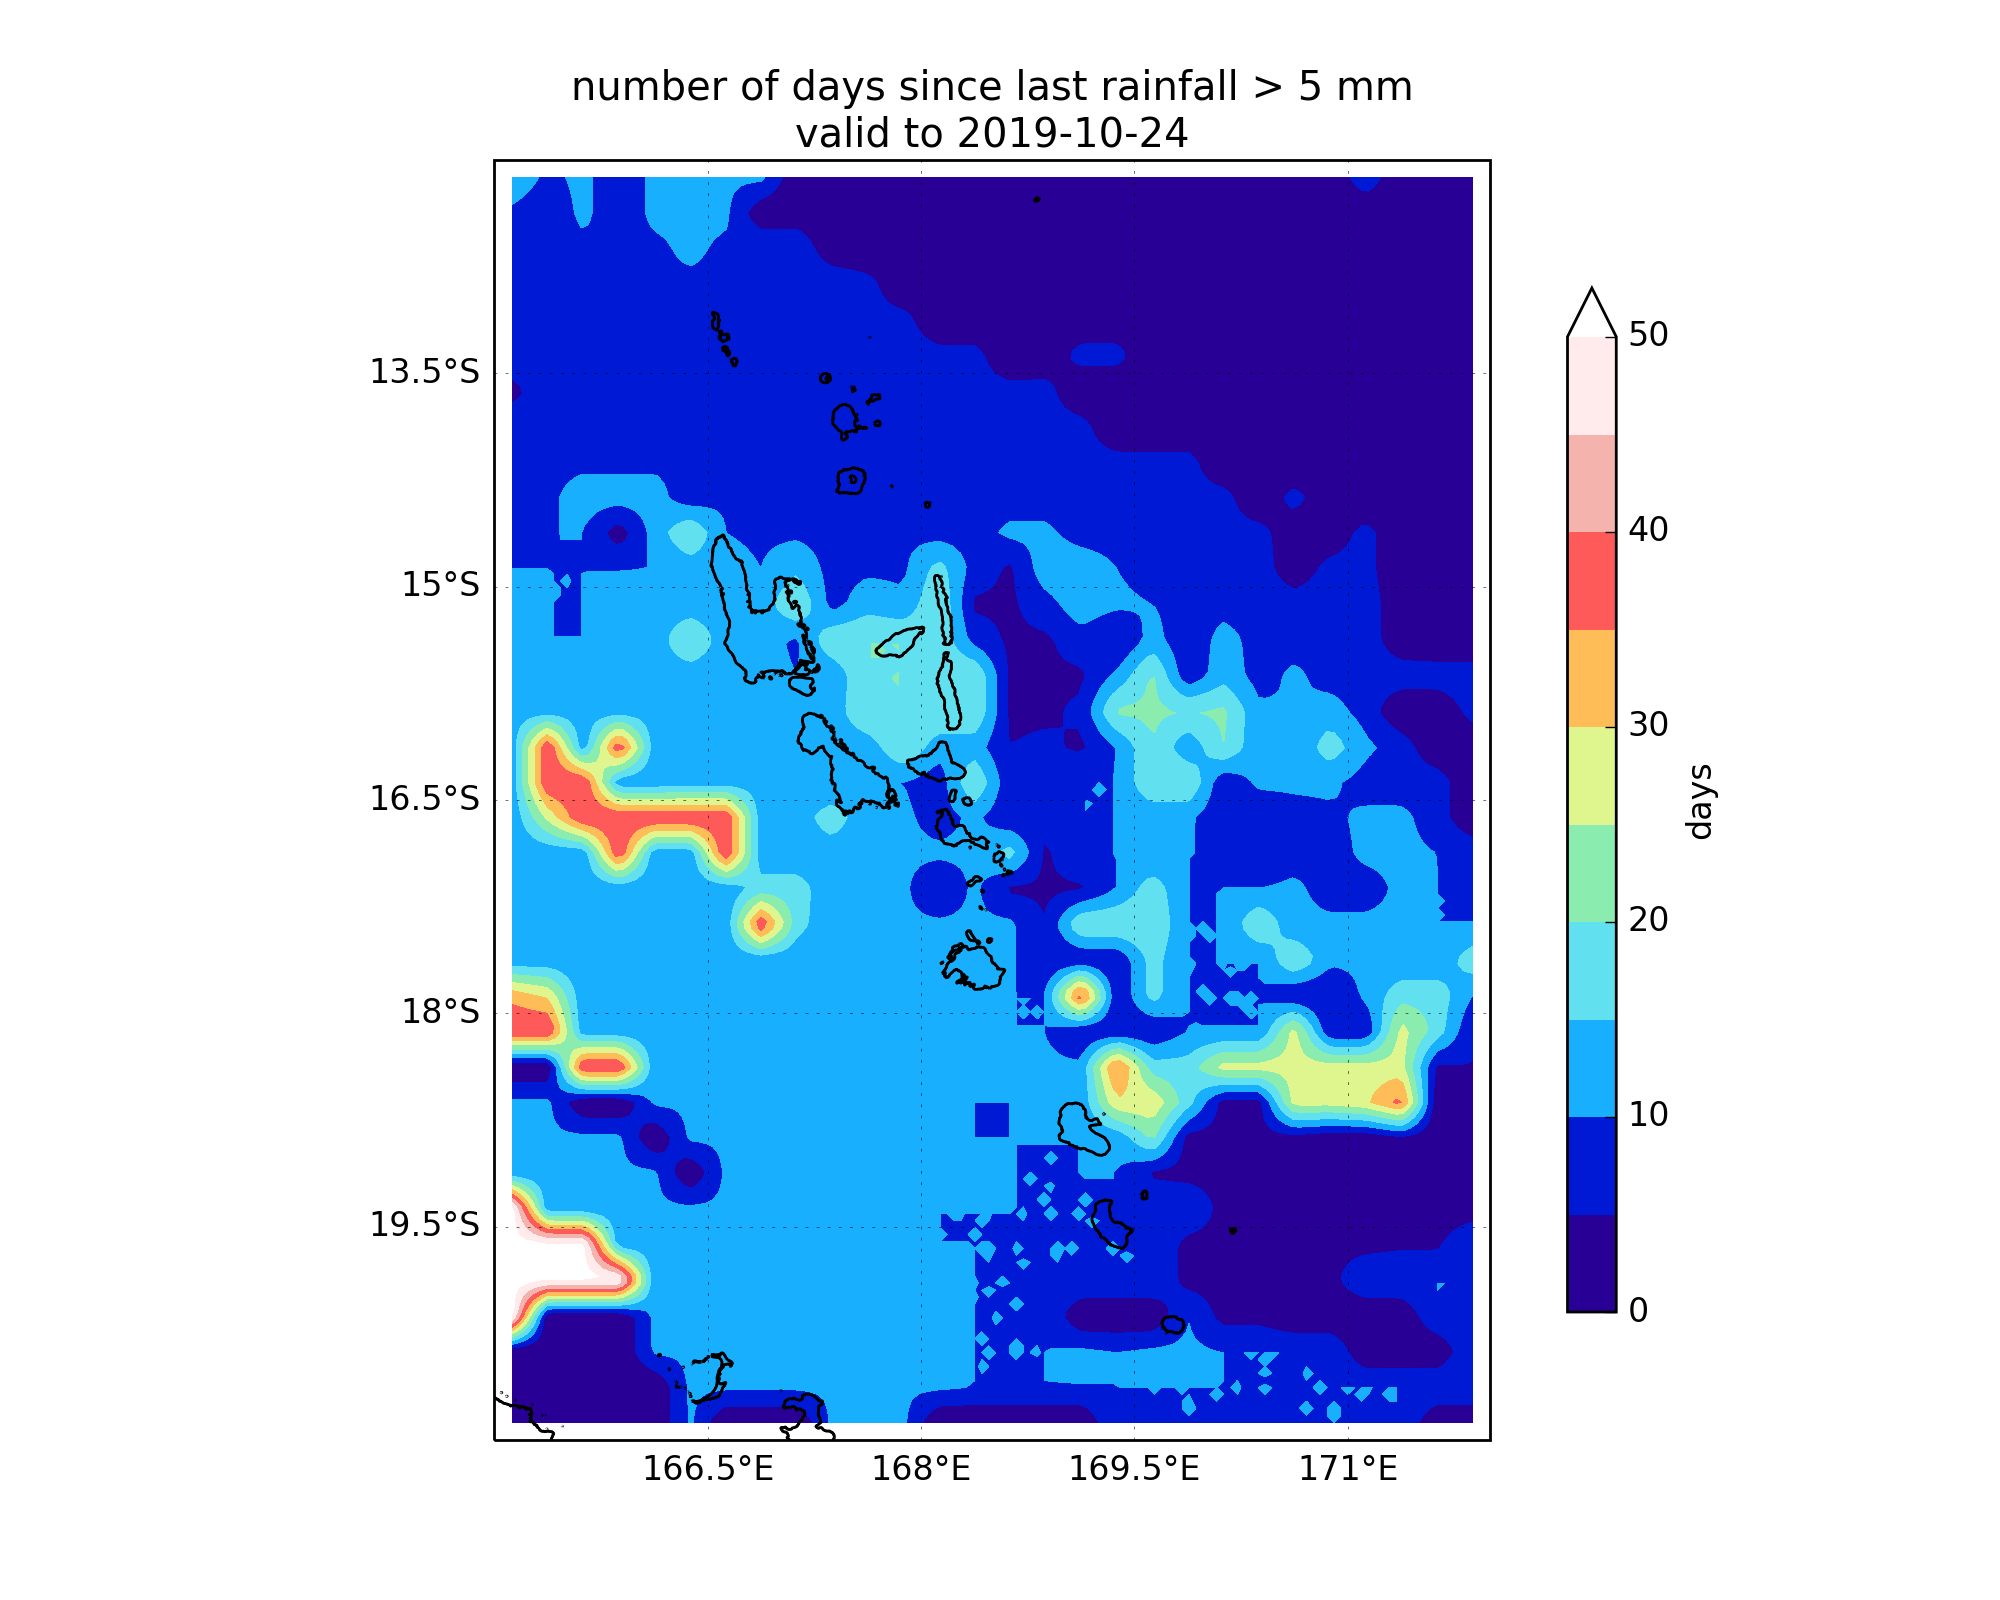 number of days since last rainfall > 5 mm
valid to 2019-10-24
13.5°S
15°S
16.5°S
18°S
19.5°S
166.5°E
168°E
169.5°E
171°E
50
40
30
20
10
0
days